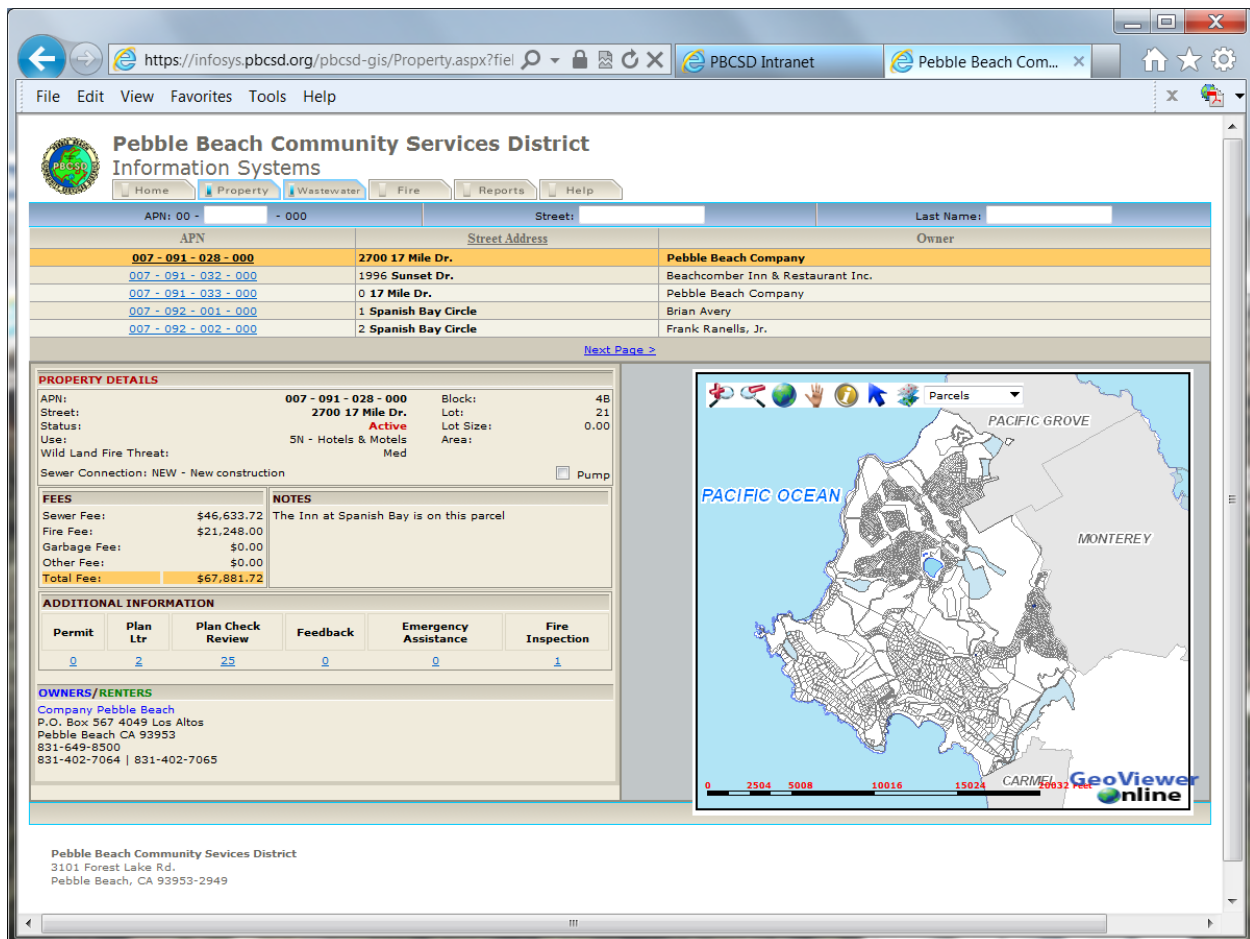 https://infosys.pbcsd.org/pbcsd-gis/Property.aspx?fiel
PBCSD Intranet
Pebble Beach Com...
File Edit View Favorites Tools Help
PBCSD
Pebble Beach Community Services District
Information Systems
Home Property Wastewater Fire Reports Help
APN: 00 - - 000 Street: Last Name:
APN Street Address Owner
007 - 091 - 028 - 000 2700 17 Mile Dr. Pebble Beach Company
007 - 091 - 032 - 000 1996 Sunset Dr. Beachcomber Inn & Restaurant Inc.
007 - 091 - 033 - 000 0 17 Mile Dr. Pebble Beach Company
007 - 092 - 001 - 000 1 Spanish Bay Circle Brian Avery
007 - 092 - 002 - 000 2 Spanish Bay Circle Frank Ranells, Jr.
Next Page >
PROPERTY DETAILS
APN: 007 - 091 - 028 - 000 Block: 4B
Street: 2700 17 Mile Dr. Lot: 21
Status: Active Lot Size: 0.00
Use: 5N - Hotels & Motels Area:
Wild Land Fire Threat: Med
Sewer Connection: NEW - New construction Pump
FEES NOTES
Sewer Fee: $46,633.72 The Inn at Spanish Bay is on this parcel
Fire Fee: $21,248.00
Garbage Fee: $0.00
Other Fee: $0.00
Total Fee: $67,881.72
ADDITIONAL INFORMATION
Permit Plan Ltr Plan Check Review Feedback Emergency Assistance Fire Inspection
0 2 25 0 0 1
OWNERS/RENTERS
Company Pebble Beach
P.O. Box 567 4049 Los Altos
Pebble Beach CA 93953
831-649-8500
831-402-7064 | 831-402-7065
Parcels
PACIFIC GROVE
PACIFIC OCEAN
MONTEREY
CARMEL
0 2504 5008 10016 15024 20032 Feet
GeoViewer
Online
Pebble Beach Community Sevices District
3101 Forest Lake Rd.
Pebble Beach, CA 93953-2949